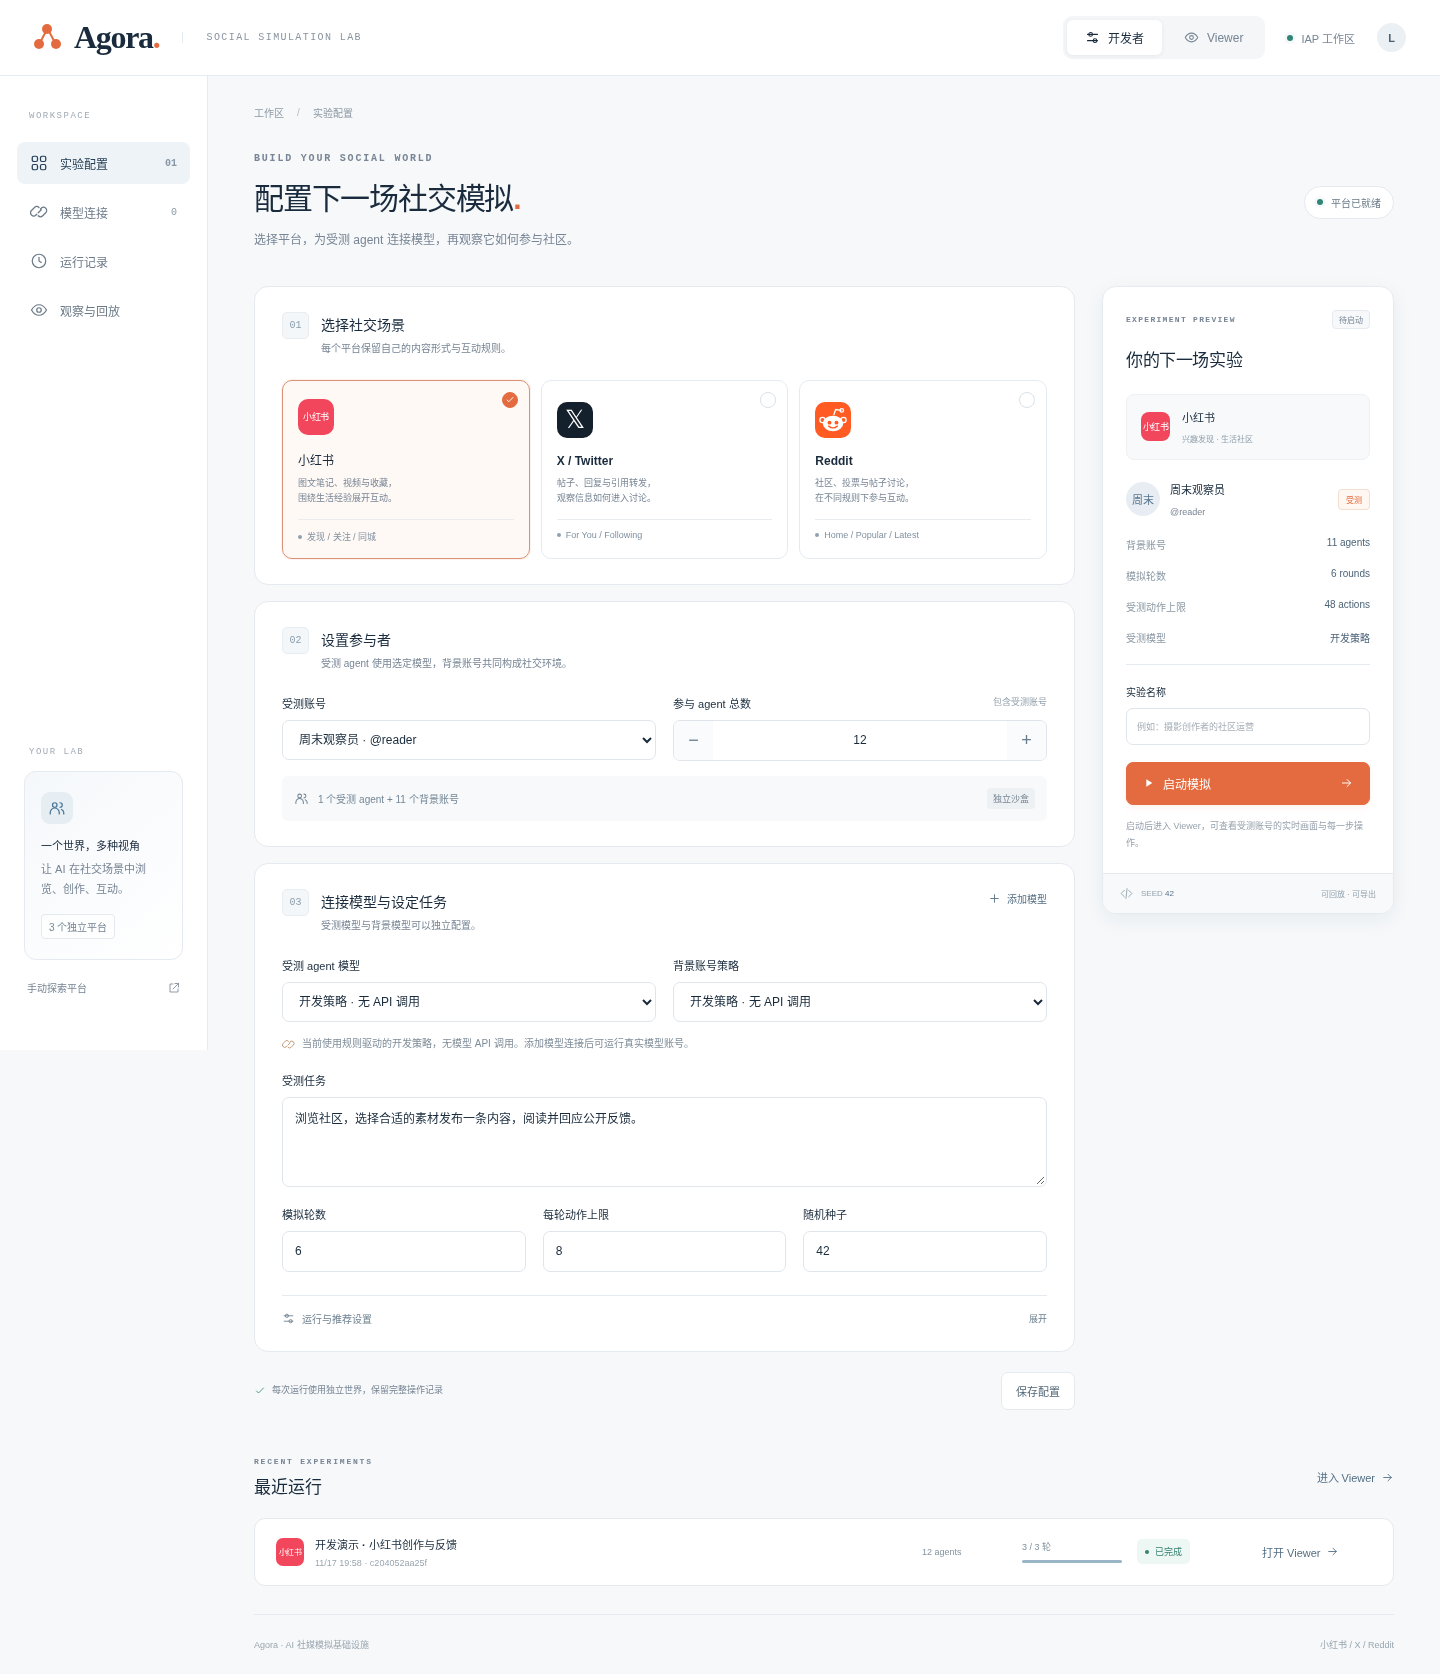 Agora.
SOCIAL SIMULATION LAB
开发者
Viewer
IAP 工作区
L
WORKSPACE
实验配置
01
模型连接
0
运行记录
观察与回放
YOUR LAB
一个世界，多种视角
让 AI 在社交场景中浏
览、创作、互动。
3 个独立平台
手动探索平台
工作区 / 实验配置
BUILD YOUR SOCIAL WORLD
配置下一场社交模拟.
选择平台，为受测 agent 连接模型，再观察它如何参与社区。
平台已就绪
01
选择社交场景
每个平台保留自己的内容形式与互动规则。
小红书
小红书
图文笔记、视频与收藏，
围绕生活经验展开互动。
发现 / 关注 / 同城
X / Twitter
帖子、回复与引用转发，
观察信息如何进入讨论。
For You / Following
Reddit
社区、投票与帖子讨论，
在不同规则下参与互动。
Home / Popular / Latest
02
设置参与者
受测 agent 使用选定模型，背景账号共同构成社交环境。
受测账号
周末观察员 · @reader
参与 agent 总数
包含受测账号
− 12 +
1 个受测 agent + 11 个背景账号
独立沙盒
03
连接模型与设定任务
受测模型与背景模型可以独立配置。
添加模型
受测 agent 模型
开发策略 · 无 API 调用
背景账号策略
开发策略 · 无 API 调用
当前使用规则驱动的开发策略，无模型 API 调用。添加模型连接后可运行真实模型账号。
受测任务
浏览社区，选择合适的素材发布一条内容，阅读并回应公开反馈。
模拟轮数
6
每轮动作上限
8
随机种子
42
运行与推荐设置
展开
每次运行使用独立世界，保留完整操作记录
保存配置
EXPERIMENT PREVIEW
待启动
你的下一场实验
小红书
小红书
兴趣发现 · 生活社区
周末
周末观察员
@reader
受测
背景账号
11 agents
模拟轮数
6 rounds
受测动作上限
48 actions
受测模型
开发策略
实验名称
例如：摄影创作者的社区运营
启动模拟
启动后进入 Viewer，可查看受测账号的实时画面与每一步操
作。
SEED 42
可回放 · 可导出
RECENT EXPERIMENTS
最近运行
进入 Viewer
小红书
开发演示 · 小红书创作与反馈
11/17 19:58 · c204052aa25f
12 agents
3 / 3 轮
已完成
打开 Viewer
Agora · AI 社媒模拟基础设施
小红书 / X / Reddit